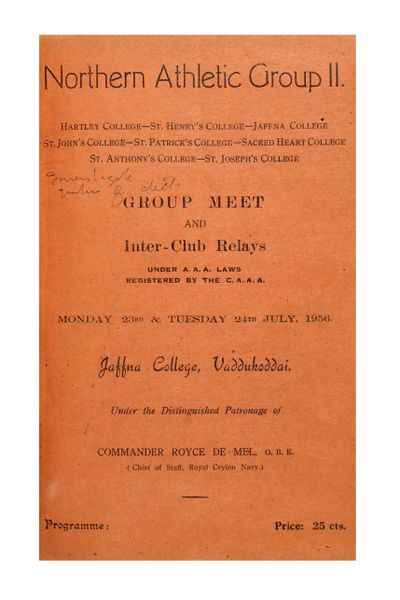 Northern Athletic Group II.
HARTLEY COLLEGE—ST. HENRY'S COLLEGE—JAFFNA COLLEGE
ST. JOHN'S COLLEGE—ST. PATRICK'S COLLEGE—SACRED HEART COLLEGE
ST. ANTHONY'S COLLEGE—ST. JOSEPH'S COLLEGE
GROUP MEET
AND
Inter-Club Relays
UNDER A. A. A. LAWS
REGISTERED BY THE C. A. A. A.
MONDAY 23RD & TUESDAY 24TH JULY, 1956.
Jaffna College, Vaddukoddai.
Under the Distinguished Patronage of
COMMANDER ROYCE DE MEL, O. B. E.
( Chief of Staff, Royal Ceylon Navy. )
Programme :
Price: 25 cts.